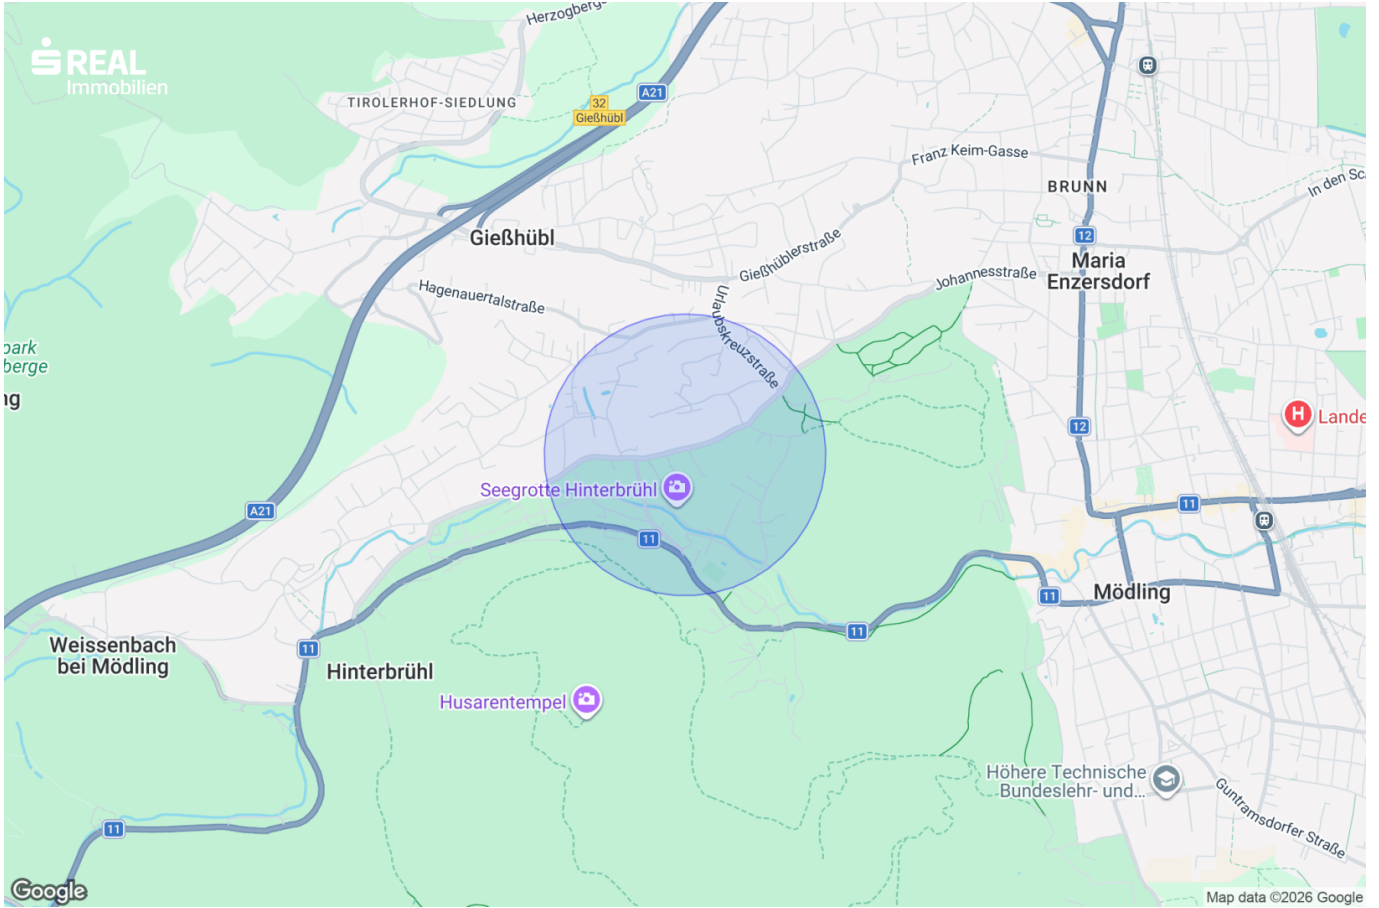 Herzogberg
REAL
Immobilien
A21
TIROLERHOF-SIEDLUNG
32
Gießhübl
Franz Keim-Gasse
BRUNN
In den Sc
12
Gießhübl
Gießhüblerstraße
Maria
Enzersdorf
Johannesstraße
Hagenauertalstraße
Urlaubskreuzstraße
park
berge
ng
H
Lande
12
Seegrotte Hinterbrühl
A21
11
11
11
Mödling
11
11
Weissenbach
bei Mödling
11
Hinterbrühl
Husarentempel
Höhere Technische
Bundeslehr- und...
Guntramsdorfer Straße
11
Google
Map data ©2026 Google